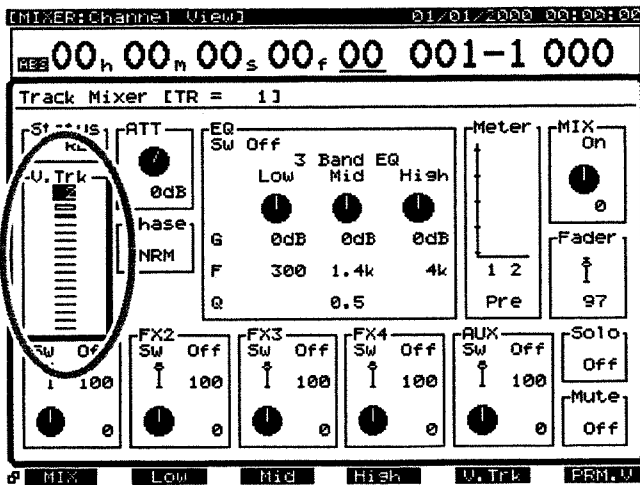 [MIXER:Channel View] 01/01/2000 00:00:00
00h 00m 00s 00f 00 001-1 000
Track Mixer [TR = 1]
Status ATT EQ Meter MIX
Sw Off On
3 Band EQ
V.Trk Low Mid High
0dB 0
Phase G 0dB 0dB 0dB Fader
NRM F 300 1.4k 4k 1 2
Q 0.5 Pre 97
FX2 FX3 FX4 AUX Solo
Sw Off Sw Off Sw Off Sw Off Sw Off Off
100 100 100 100 100
Mute
0 0 0 0 0 Off
MIX Low Mid High V.Trk PRM.V